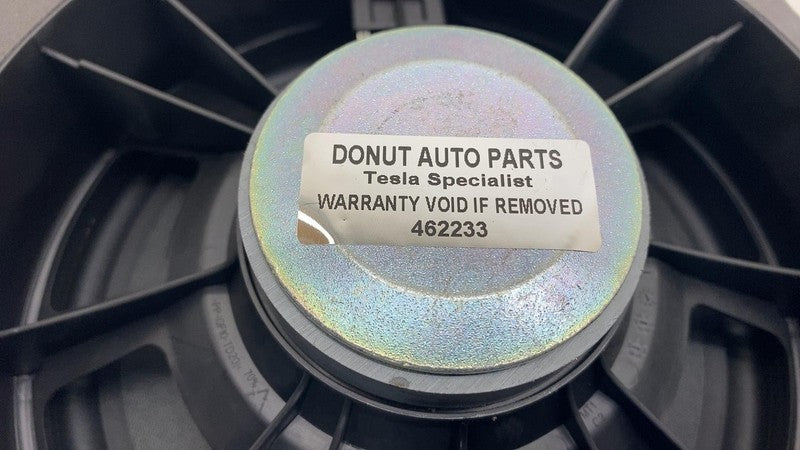 DONUT AUTO PARTS
Tesla Specialist
WARRANTY VOID IF REMOVED
462233